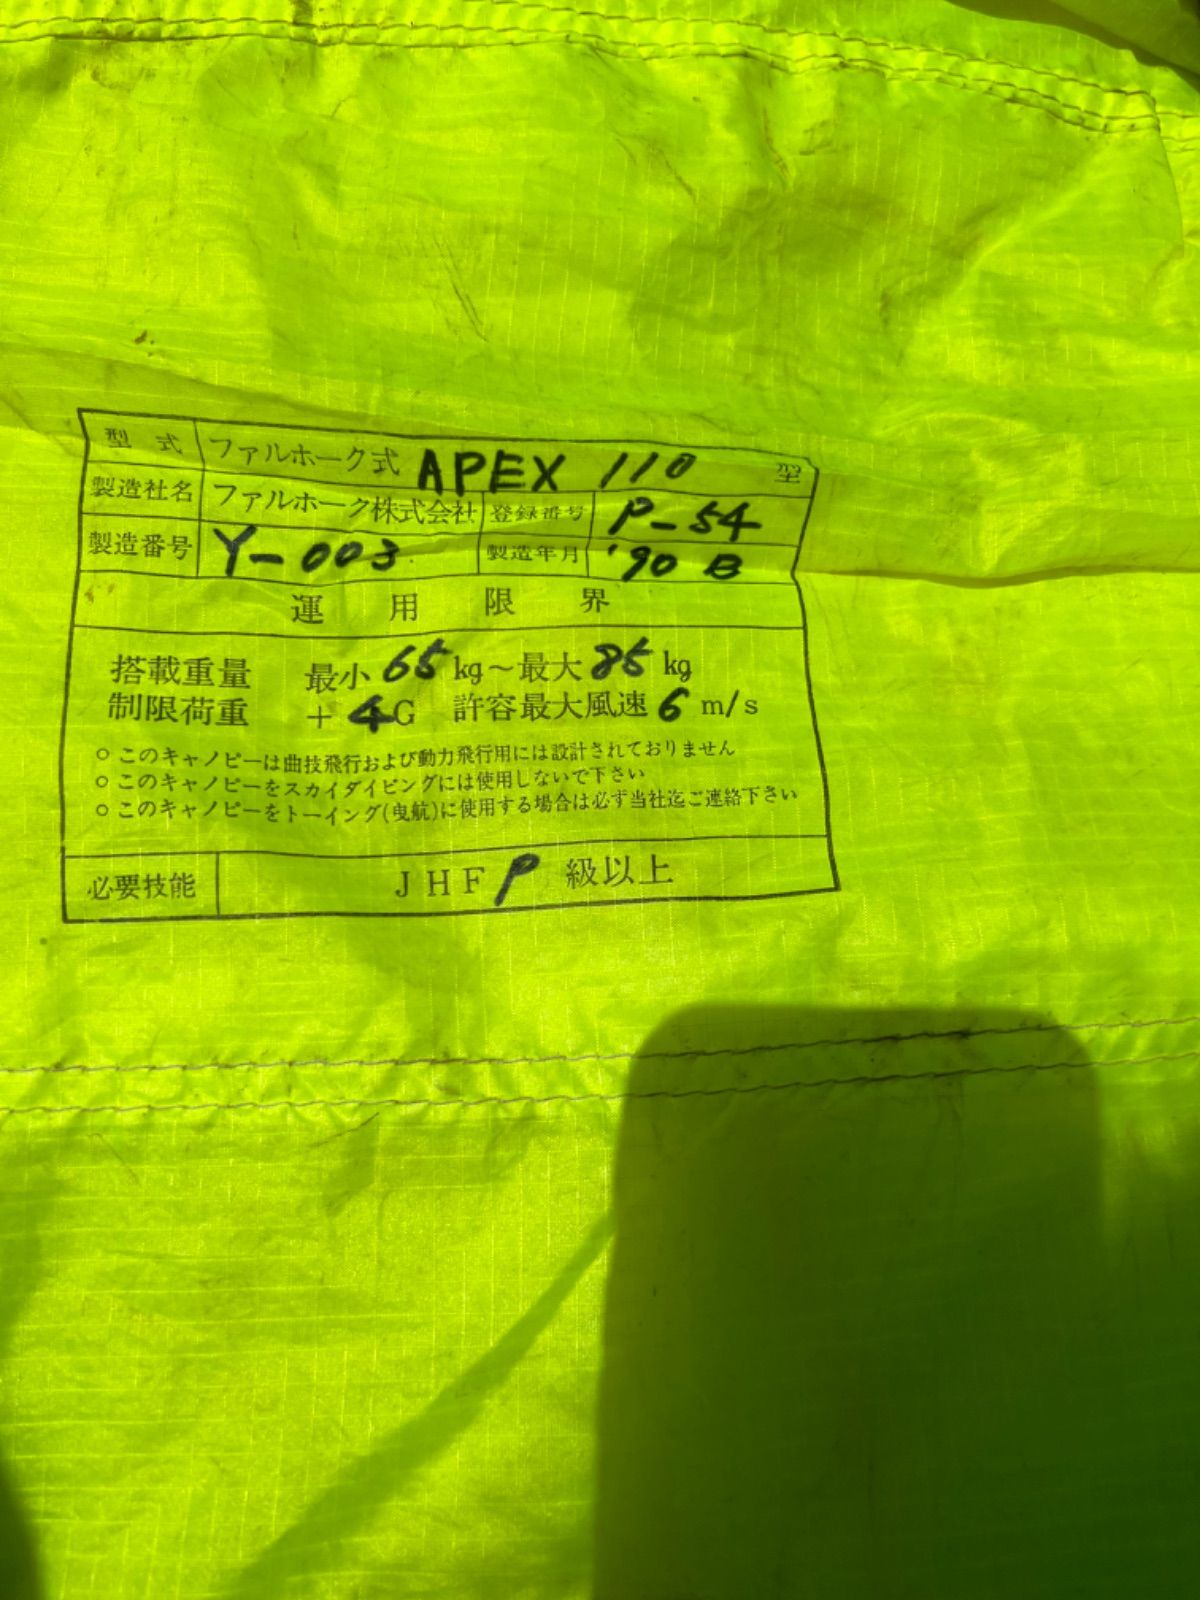 型 式 ファルホーク式 APEX 110 型
製造社名 ファルホーク株式会社 登録番号 P-54
製造番号 Y-003 製造年月 '90 B
運 用 限 界
搭載重量 最小 65 kg～最大 85 kg
制限荷重 + 4G 許容最大風速 6 m/s
○ このキャノピーは曲技飛行および動力飛行用には設計されておりません
○ このキャノピーをスカイダイビングには使用しないで下さい
○ このキャノピーをトーイング(曳航)に使用する場合は必ず当社迄ご連絡下さい
必要技能 JHF P 級以上